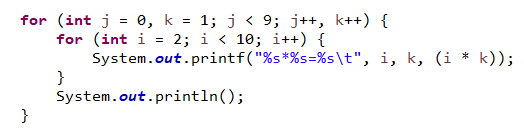 for (int j = 0, k = 1; j < 9; j++, k++) {
    for (int i = 2; i < 10; i++) {
        System.out.printf("%s*%s=%s\t", i, k, (i * k));
    }
    System.out.println();
}